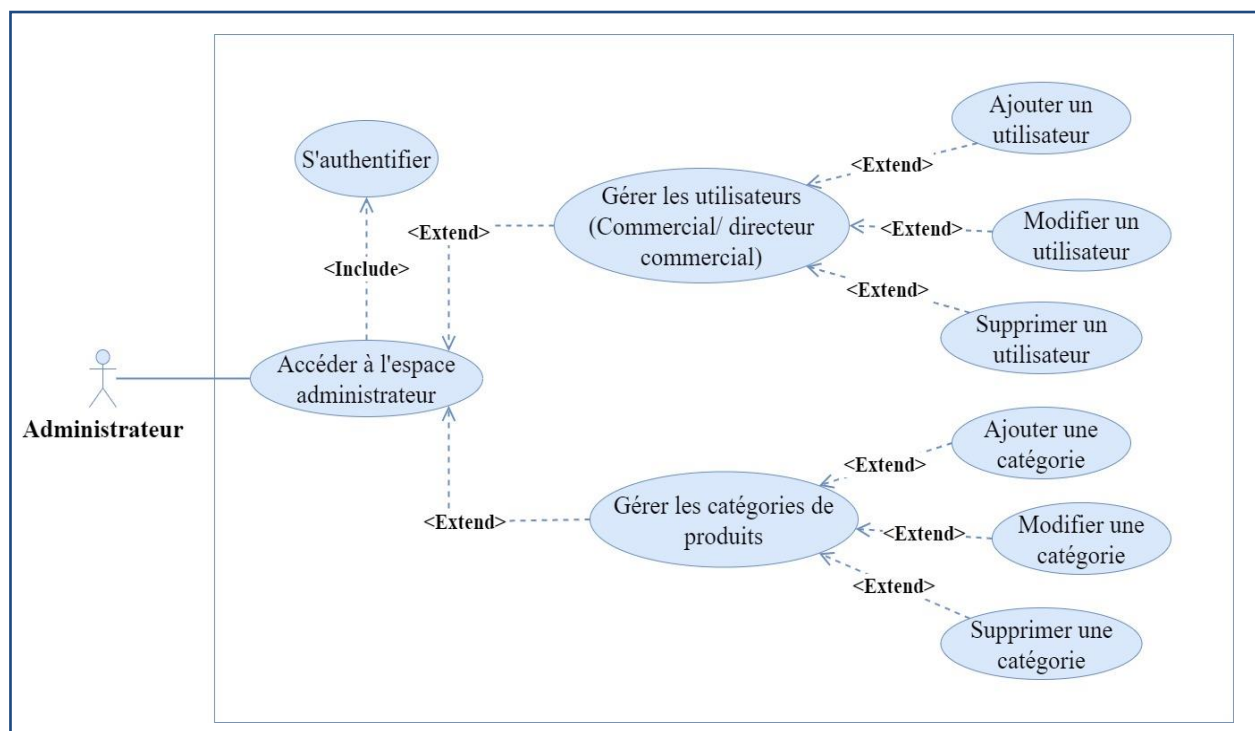 Ajouter un
utilisateur
S'authentifier
<Extend>
Gérer les utilisateurs
(Commercial/ directeur
commercial)
<Extend>
<Extend>
Modifier un
utilisateur
<Include>
<Extend>
Supprimer un
utilisateur
Accéder à l'espace
administrateur
Administrateur
Ajouter une
catégorie
<Extend>
Gérer les catégories de
produits
<Extend>
<Extend>
Modifier une
catégorie
<Extend>
Supprimer une
catégorie